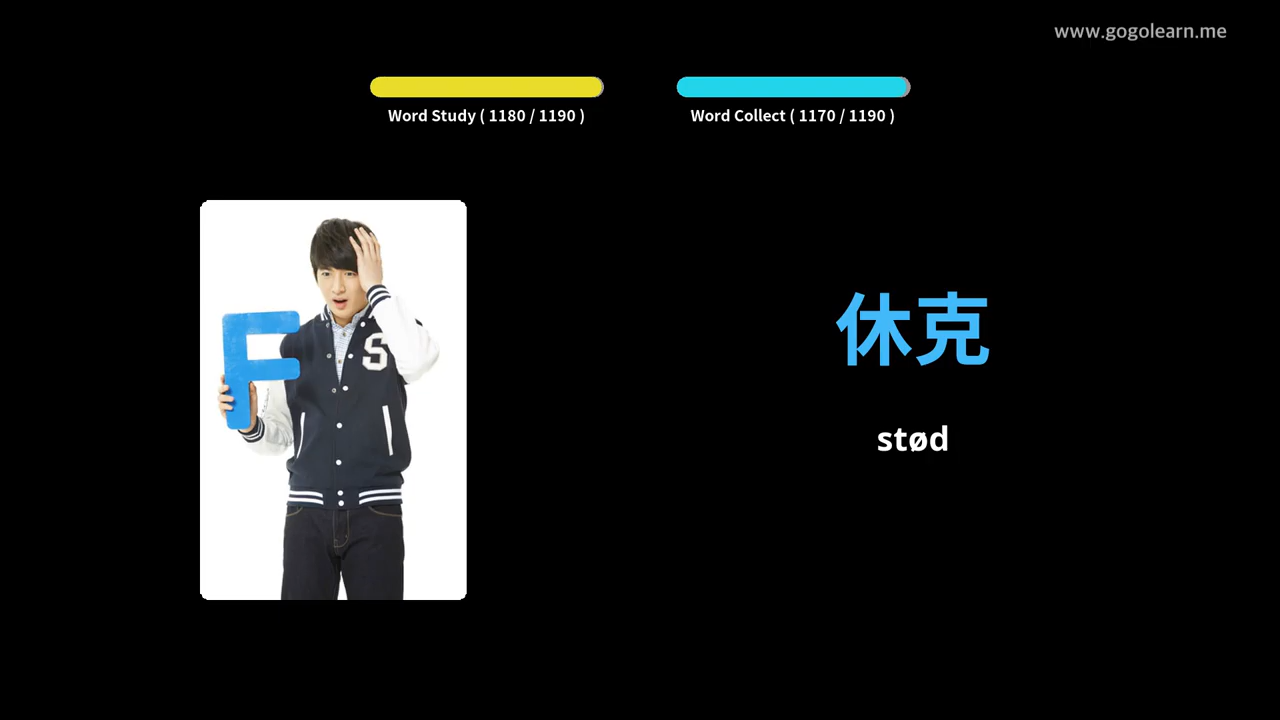 www.gogolearn.me
Word Study ( 1180 / 1190 )
Word Collect ( 1170 / 1190 )
F
S
休克
stød